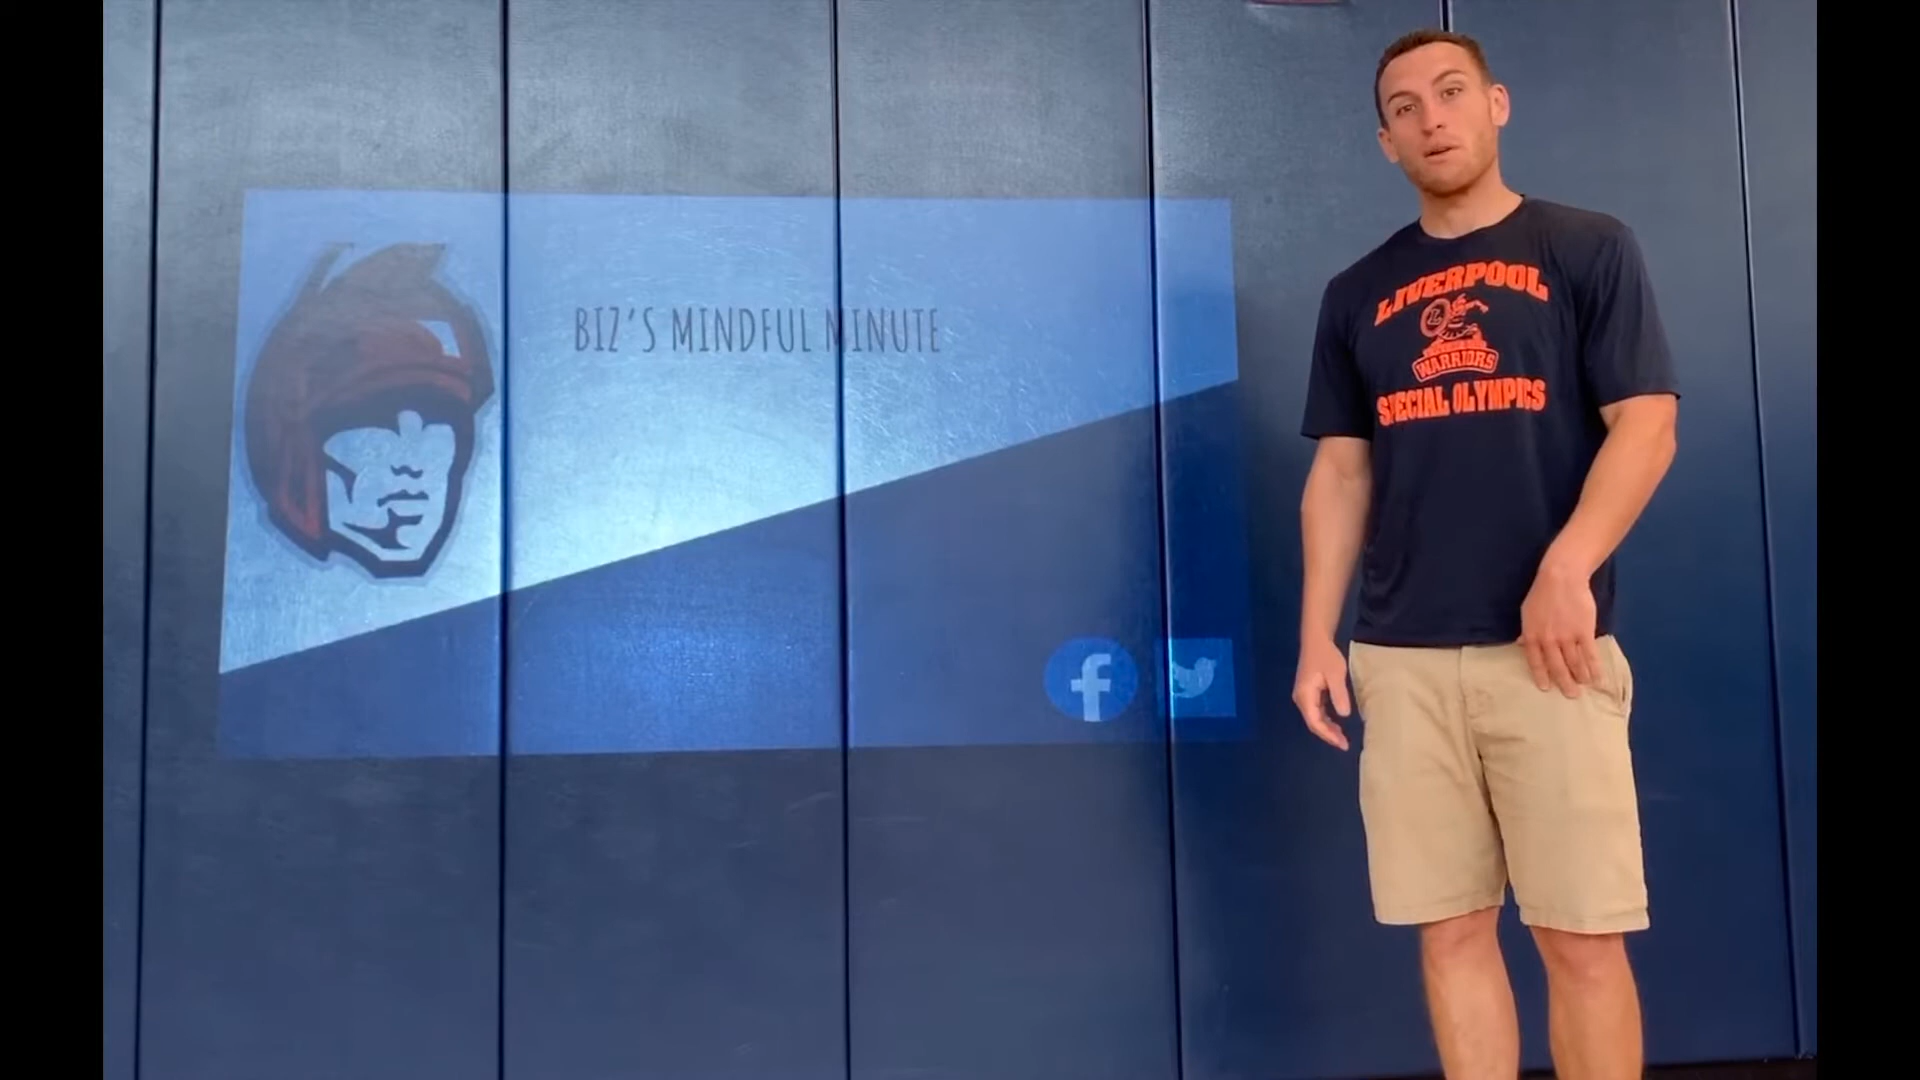 BIZ'S MINDFUL MINUTE
f
LIVERPOOL
WARRIORS
SPECIAL OLYMPICS